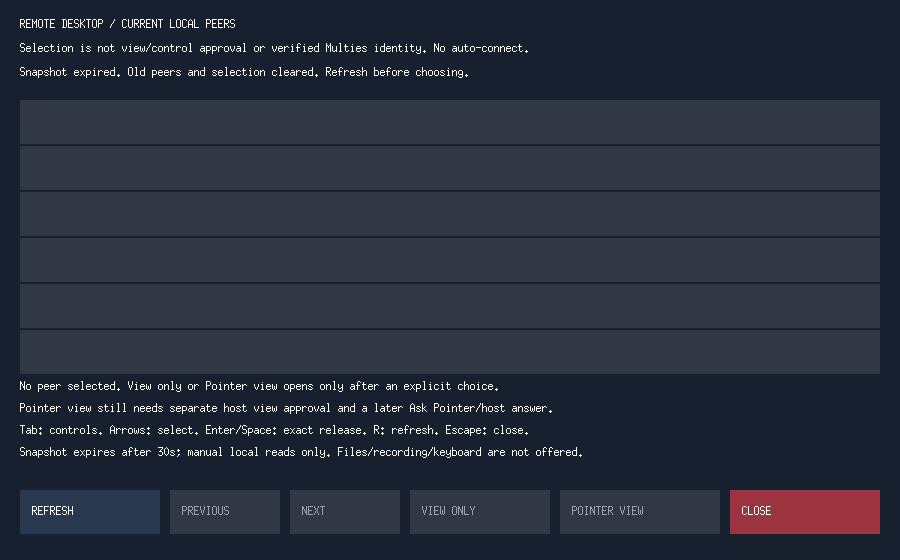 REMOTE DESKTOP / CURRENT LOCAL PEERS
Selection is not view/control approval or verified Multies identity. No auto-connect.
Snapshot expired. Old peers and selection cleared. Refresh before choosing.
No peer selected. View only or Pointer view opens only after an explicit choice.
Pointer view still needs separate host view approval and a later Ask Pointer/host answer.
Tab: controls. Arrows: select. Enter/Space: exact release. R: refresh. Escape: close.
Snapshot expires after 30s; manual local reads only. Files/recording/keyboard are not offered.
REFRESH
PREVIOUS
NEXT
VIEW ONLY
POINTER VIEW
CLOSE